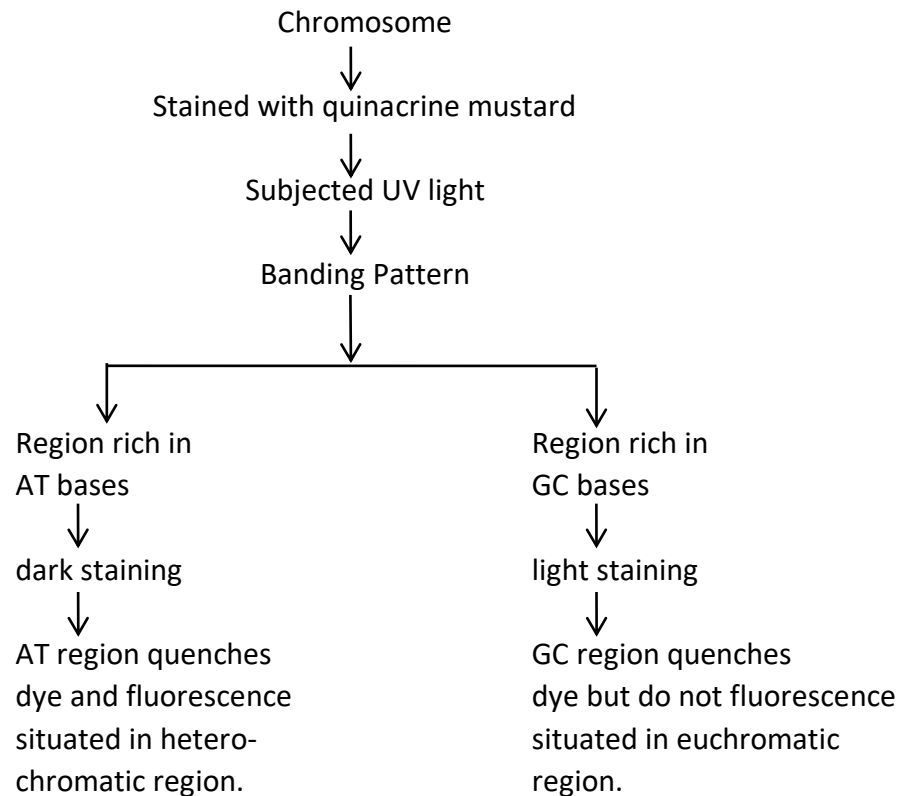 Chromosome
Stained with quinacrine mustard
Subjected UV light
Banding Pattern
Region rich in
AT bases
dark staining
AT region quenches
dye and fluorescence
situated in hetero-
chromatic region.
Region rich in
GC bases
light staining
GC region quenches
dye but do not fluorescence
situated in euchromatic
region.